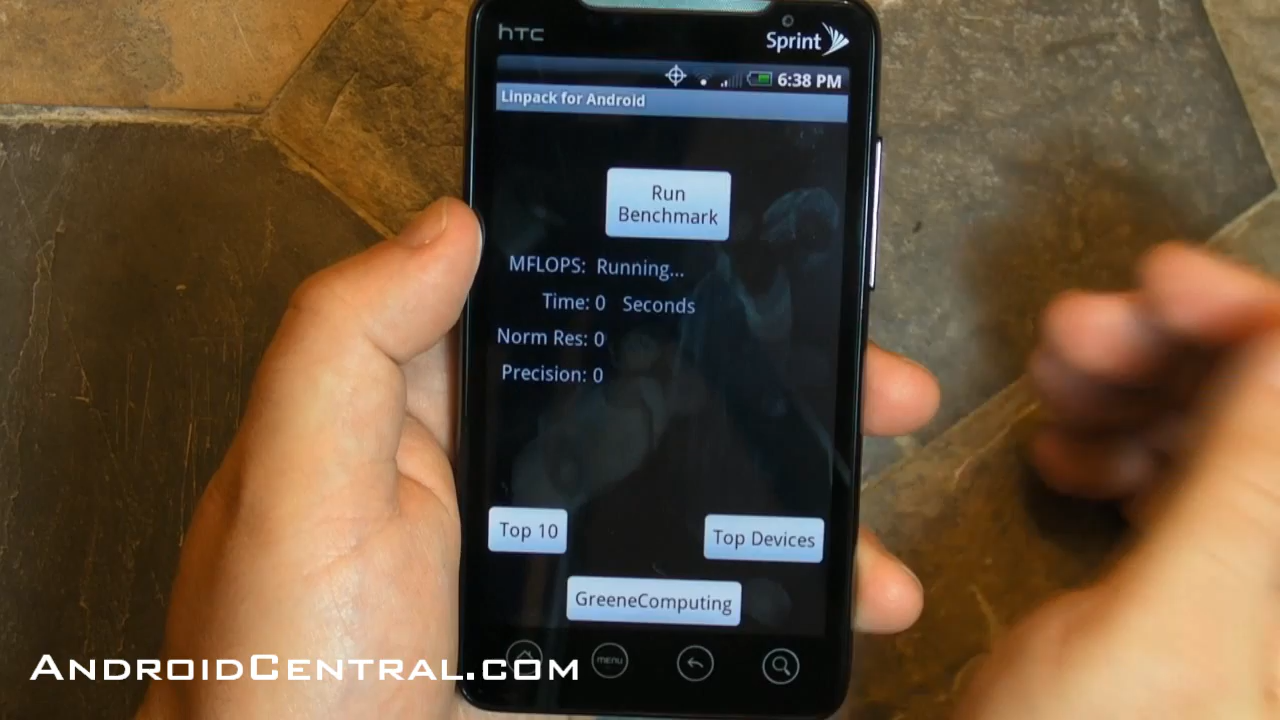 hTC
Sprint
6:38 PM
Linpack for Android
Run
Benchmark
MFLOPS: Running...
Time: 0 Seconds
Norm Res: 0
Precision: 0
Top 10
Top Devices
GreeneComputing
menu
ANDROIDCENTRAL.COM